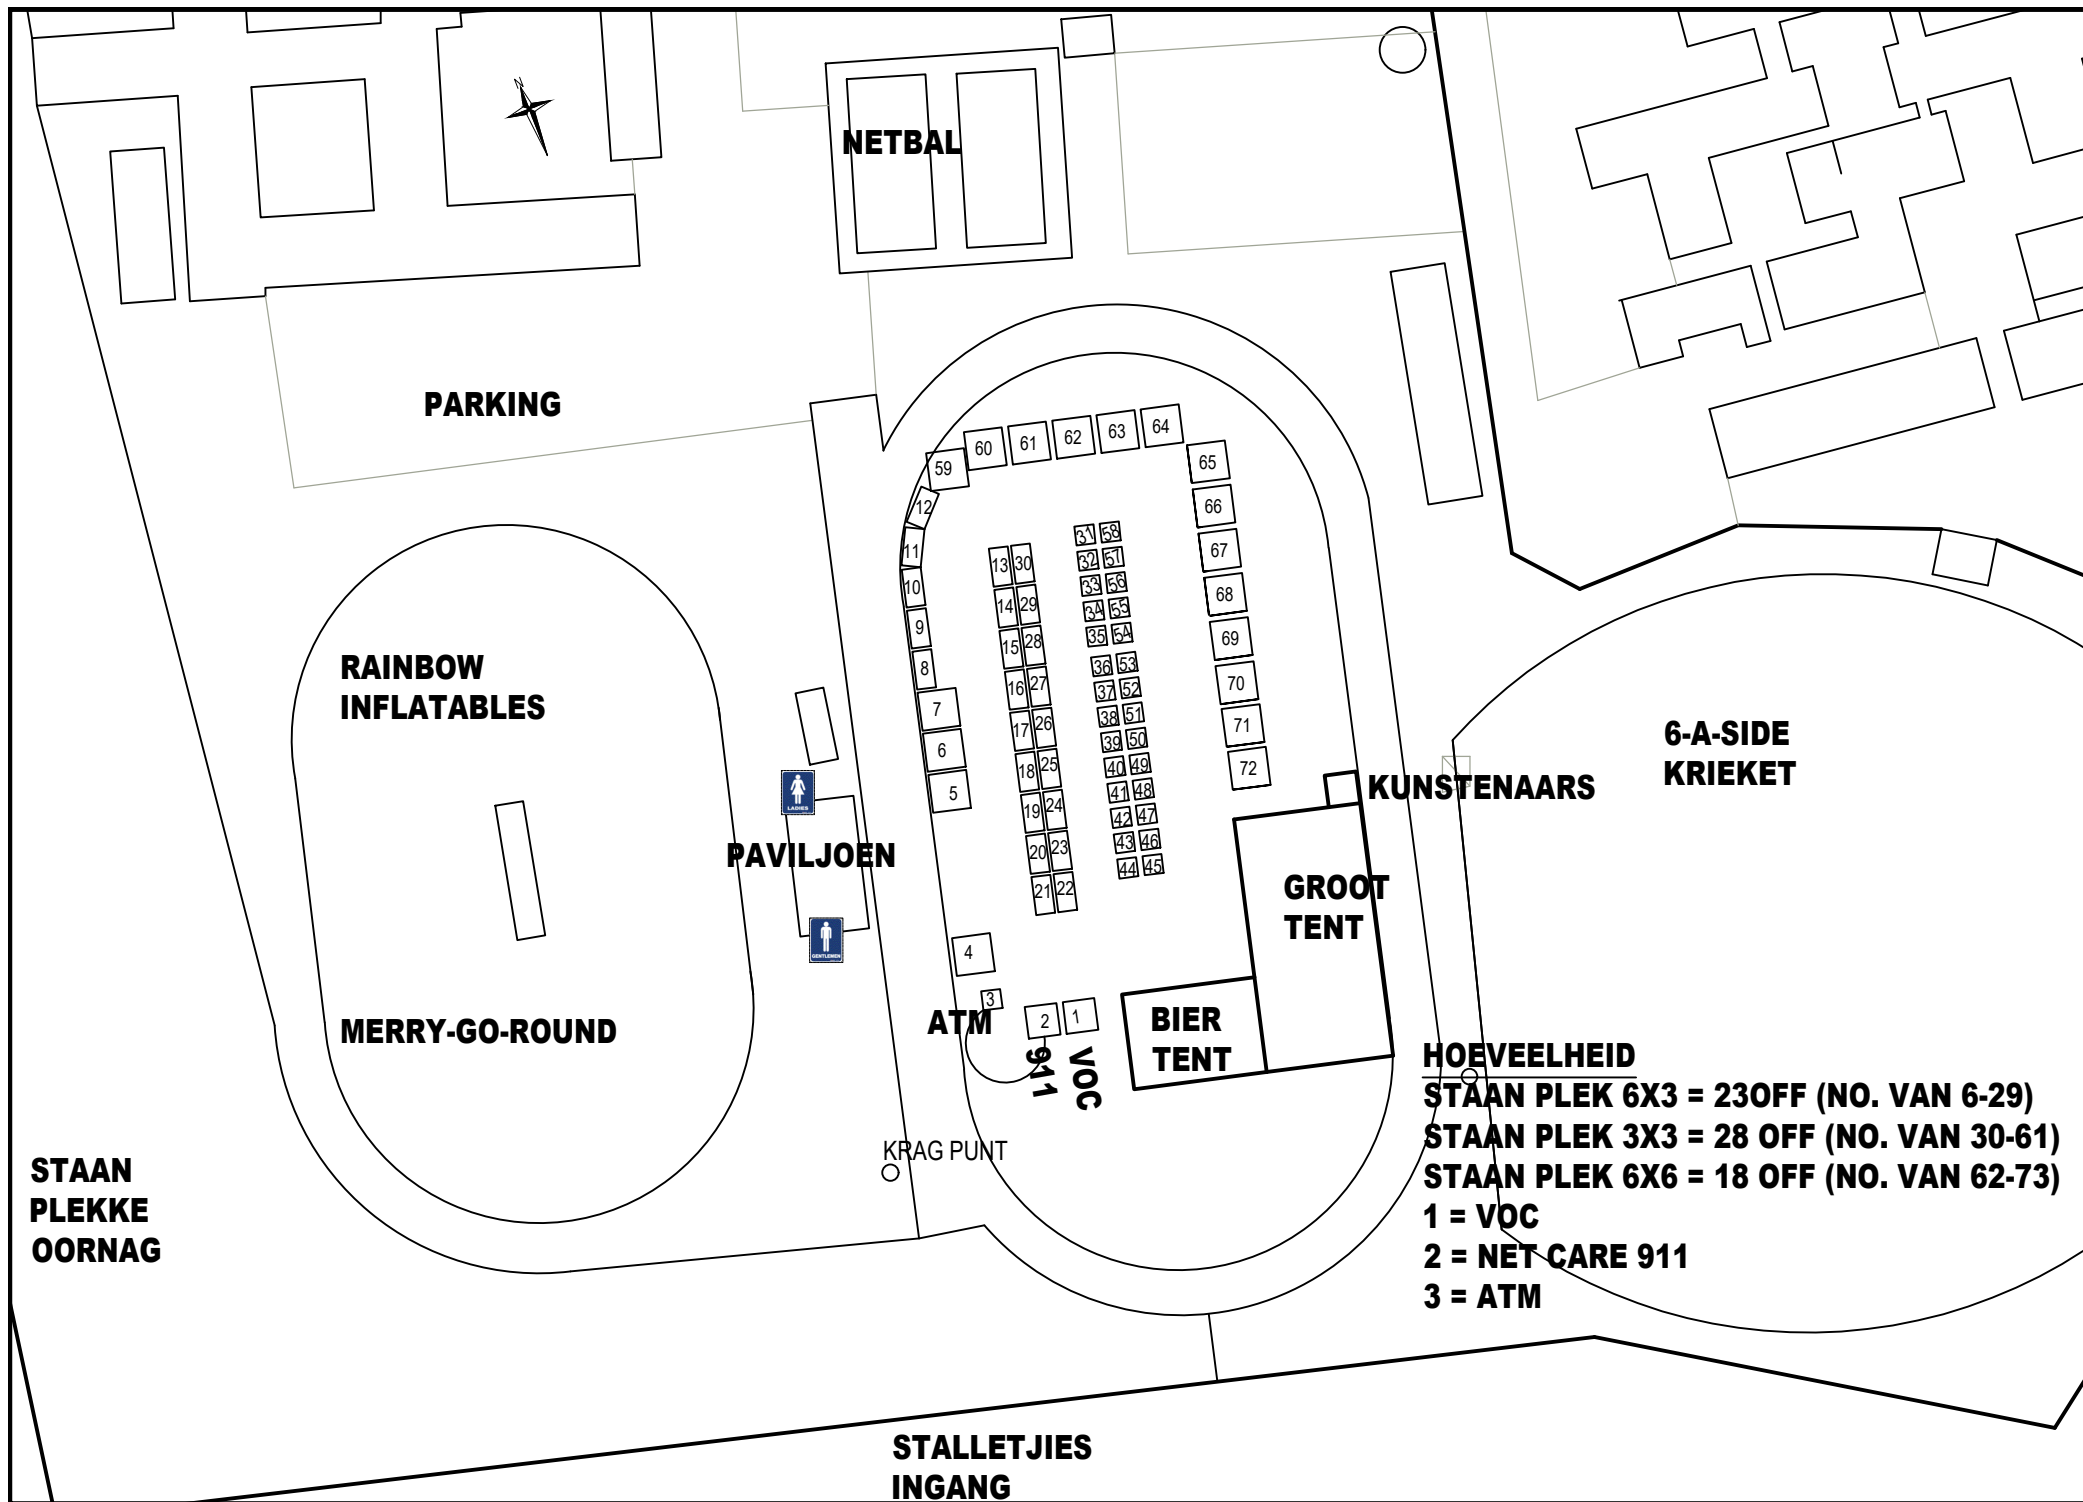 N
NETBAL
PARKING
60
61
62
63
64
59
65
12
66
11
10
9
8
7
6
5
13
30
14
29
15
28
16
27
17
26
18
25
19
24
20
23
21
22
31
58
32
57
33
56
34
55
35
54
36
53
37
52
38
51
39
50
40
49
41
48
42
47
43
46
44
45
67
68
69
70
71
72
RAINBOW
INFLATABLES
6-A-SIDE
KRIEKET
LADIES
KUNSTENAARS
PAVILJOEN
GENTLEMEN
GROOT
TENT
4
3
ATM
2
1
911
VOC
BIER
TENT
MERRY-GO-ROUND
KRAG PUNT
HOEVEELHEID
STAAN PLEK 6X3 = 23OFF (NO. VAN 6-29)
STAAN PLEK 3X3 = 28 OFF (NO. VAN 30-61)
STAAN PLEK 6X6 = 18 OFF (NO. VAN 62-73)
1 = VOC
2 = NET CARE 911
3 = ATM
STAAN
PLEKKE
OORNAG
STALLETJIES
INGANG